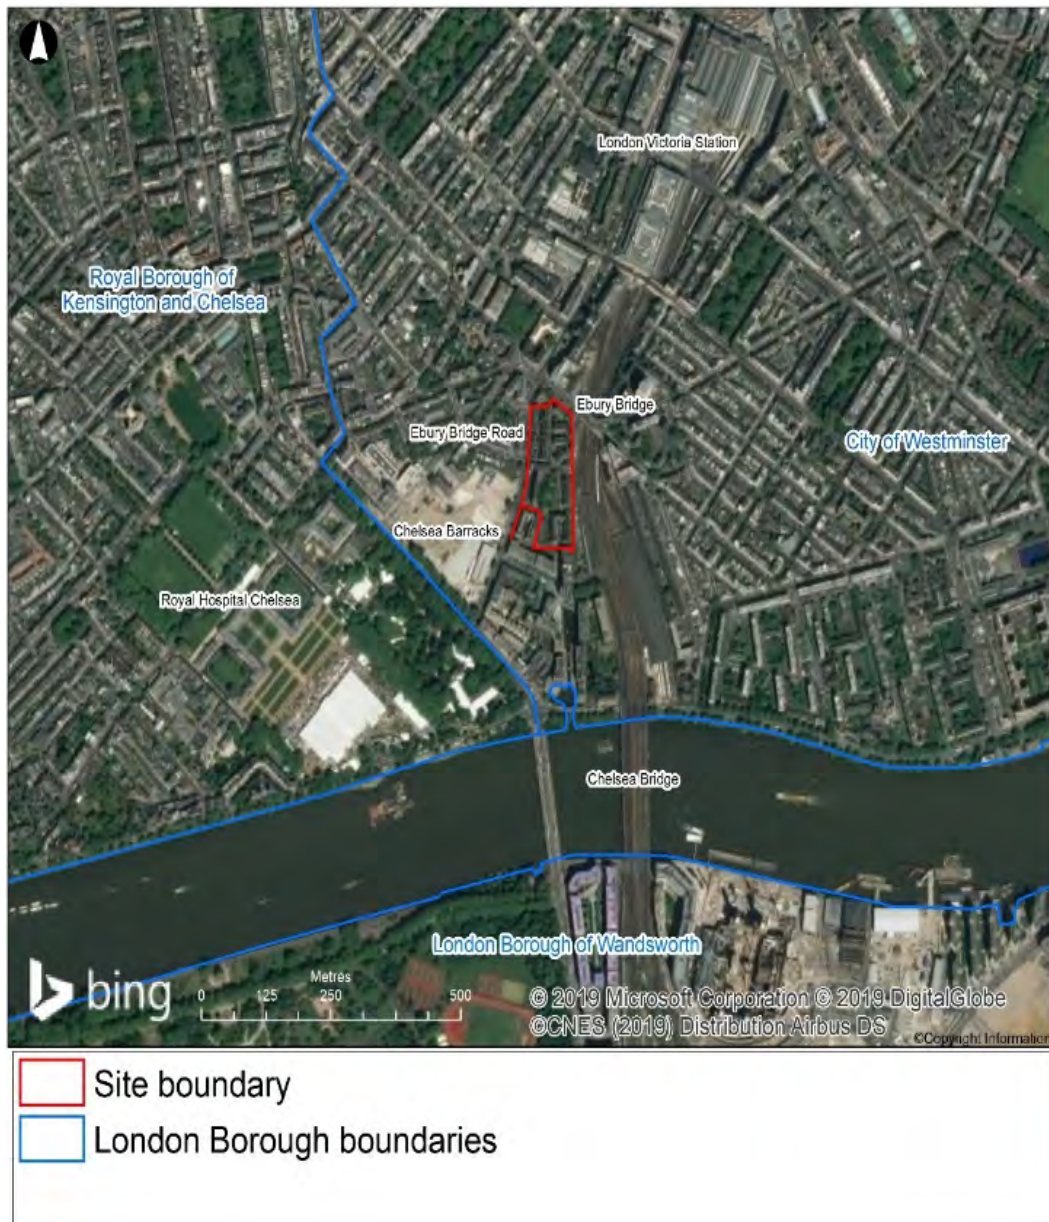 London Victoria Station
Royal Borough of
Kensington and Chelsea
Ebury Bridge
Ebury Bridge Road
City of Westminster
Chelsea Barracks
Royal Hospital Chelsea
Chelsea Bridge
London Borough of Wandsworth
bing
Metres
0 125 250 500
© 2019 Microsoft Corporation © 2019 DigitalGlobe
©CNES (2019) Distribution Airbus DS
©Copyright Information
Site boundary
London Borough boundaries